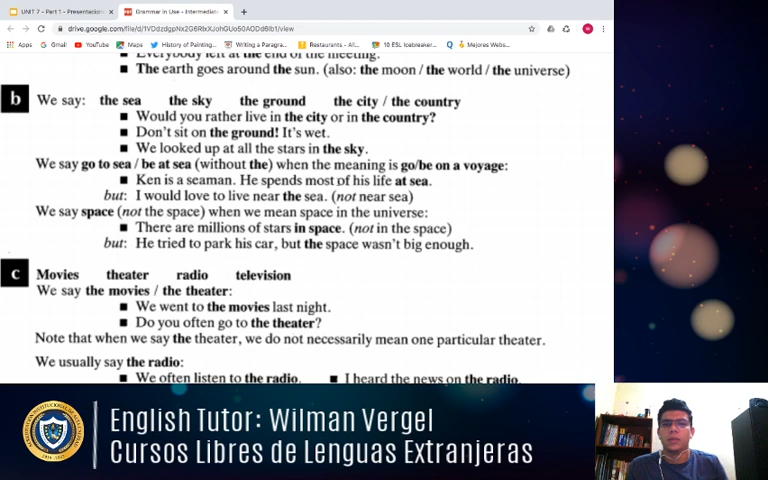 UNIT 7 - Part 1 - Presentacion
Grammar in Use - Intermediate
drive.google.com/file/d/
/view
Apps
Gmail
YouTube
Maps
History of Painting...
Writing a Paragra...
Restaurants - All...
10 ESL Icebreaker...
Mejores Webs...
Everybody left at the end of the meeting.
■ The earth goes around the sun. (also: the moon / the world / the universe)
b
We say: the sea the sky the ground the city / the country
■ Would you rather live in the city or in the country?
■ Don't sit on the ground! It's wet.
■ We looked up at all the stars in the sky.
We say go to sea / be at sea (without the) when the meaning is go/be on a voyage:
■ Ken is a seaman. He spends most of his life at sea.
but: I would love to live near the sea. (not near sea)
We say space (not the space) when we mean space in the universe:
■ There are millions of stars in space. (not in the space)
but: He tried to park his car, but the space wasn't big enough.
c
Movies theater radio television
We say the movies / the theater:
■ We went to the movies last night.
■ Do you often go to the theater?
Note that when we say the theater, we do not necessarily mean one particular theater.
We usually say the radio:
■ We often listen to the radio. ■ I heard the news on the radio.
English Tutor: Wilman Vergel
Cursos Libres de Lenguas Extranjeras